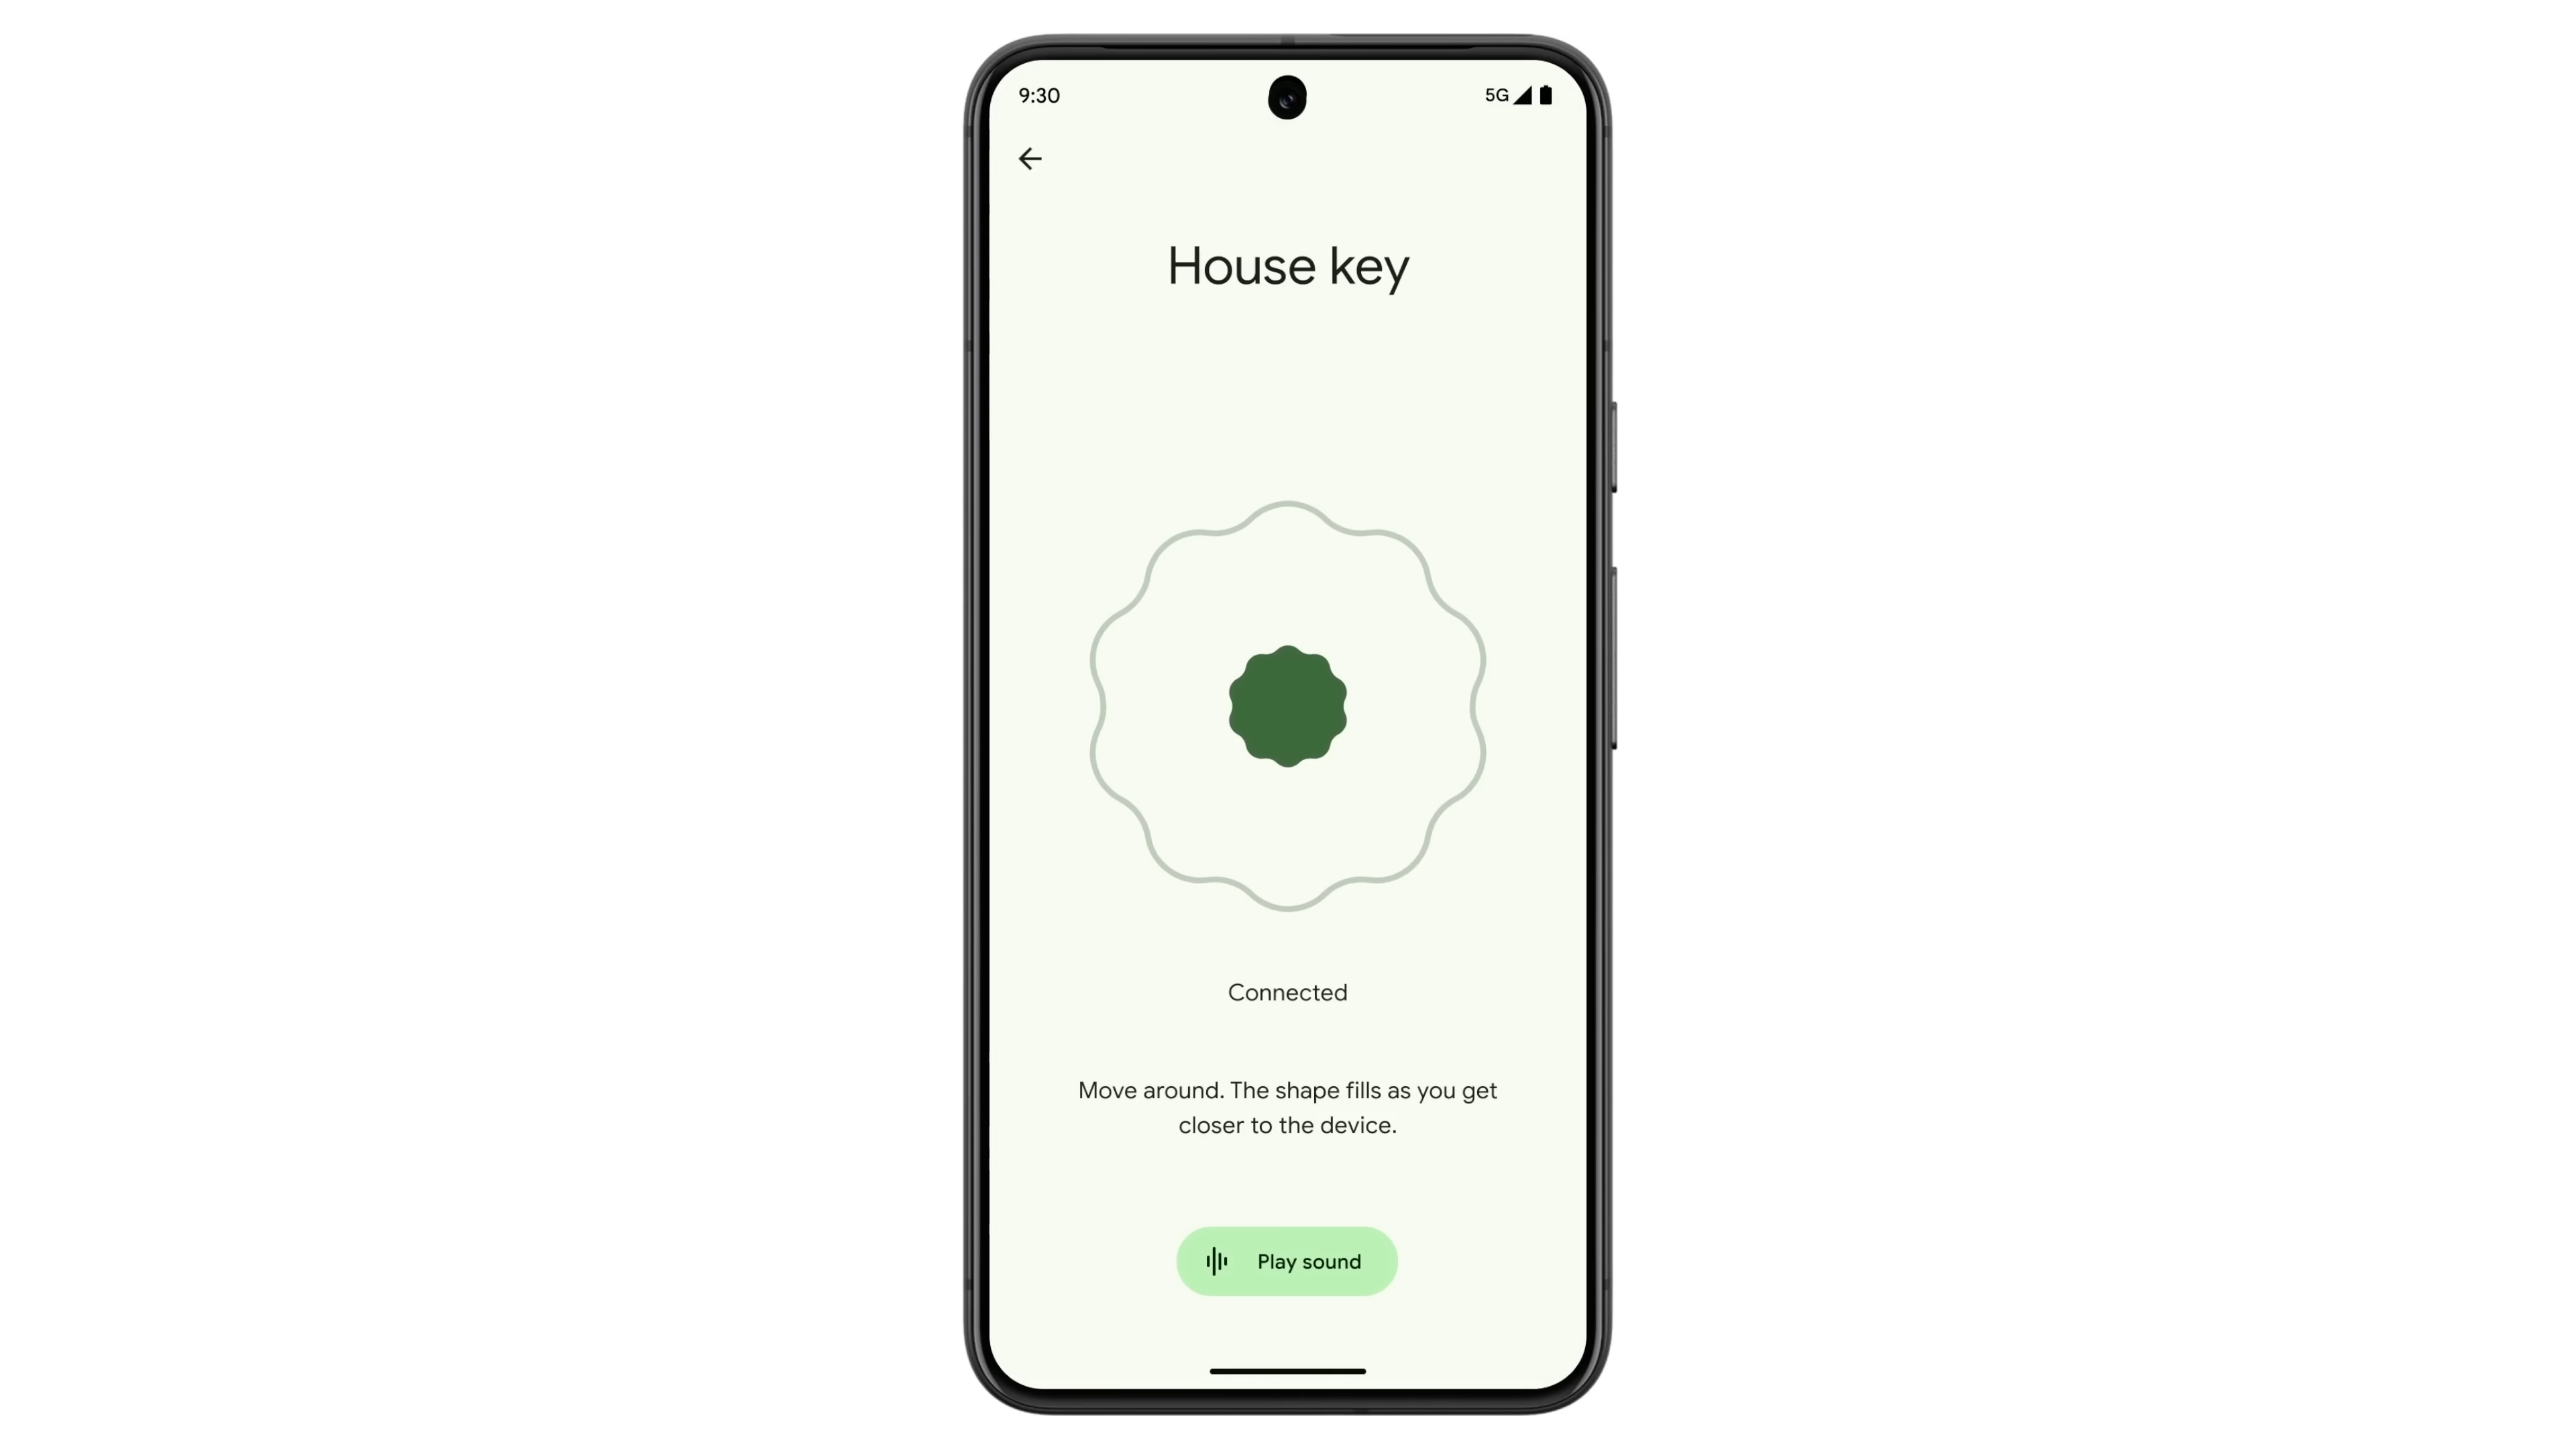 9:30
5G
House key
Connected
Move around. The shape fills as you get
closer to the device.
Play sound